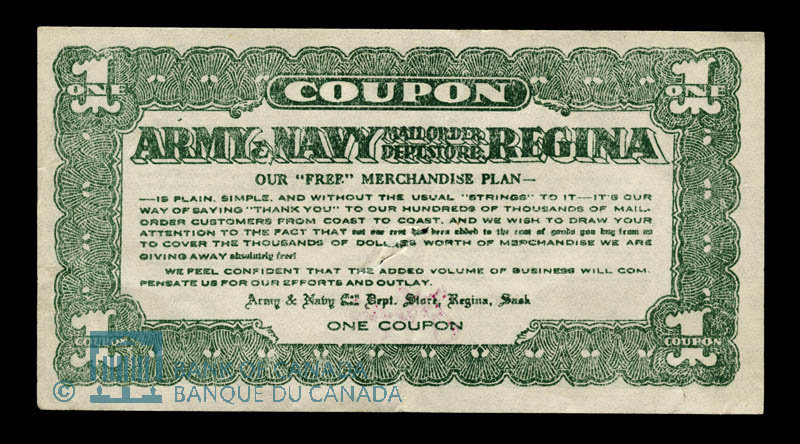 COUPON
1 ONE
1 ONE
ARMY & NAVY MAIL ORDER & DEPT. STORE REGINA
OUR "FREE" MERCHANDISE PLAN—
—IS PLAIN, SIMPLE, AND WITHOUT THE USUAL "STRINGS" TO IT—IT'S OUR
WAY OF SAYING "THANK YOU" TO OUR HUNDREDS OF THOUSANDS OF MAIL
ORDER CUSTOMERS FROM COAST TO COAST, AND WE WISH TO DRAW YOUR
ATTENTION TO THE FACT THAT not one cent has been added to the cost of goods you buy from us
TO COVER THE THOUSANDS OF DOLLARS WORTH OF MERCHANDISE WE ARE
GIVING AWAY absolutely free!
WE FEEL CONFIDENT THAT THE ADDED VOLUME OF BUSINESS WILL COM-
PENSATE US FOR OUR EFFORTS AND OUTLAY.
Army & Navy Dept. Store, Regina, Sask
ONE COUPON
1 COUPON
1 COUPON
BANK OF CANADA
© BANQUE DU CANADA